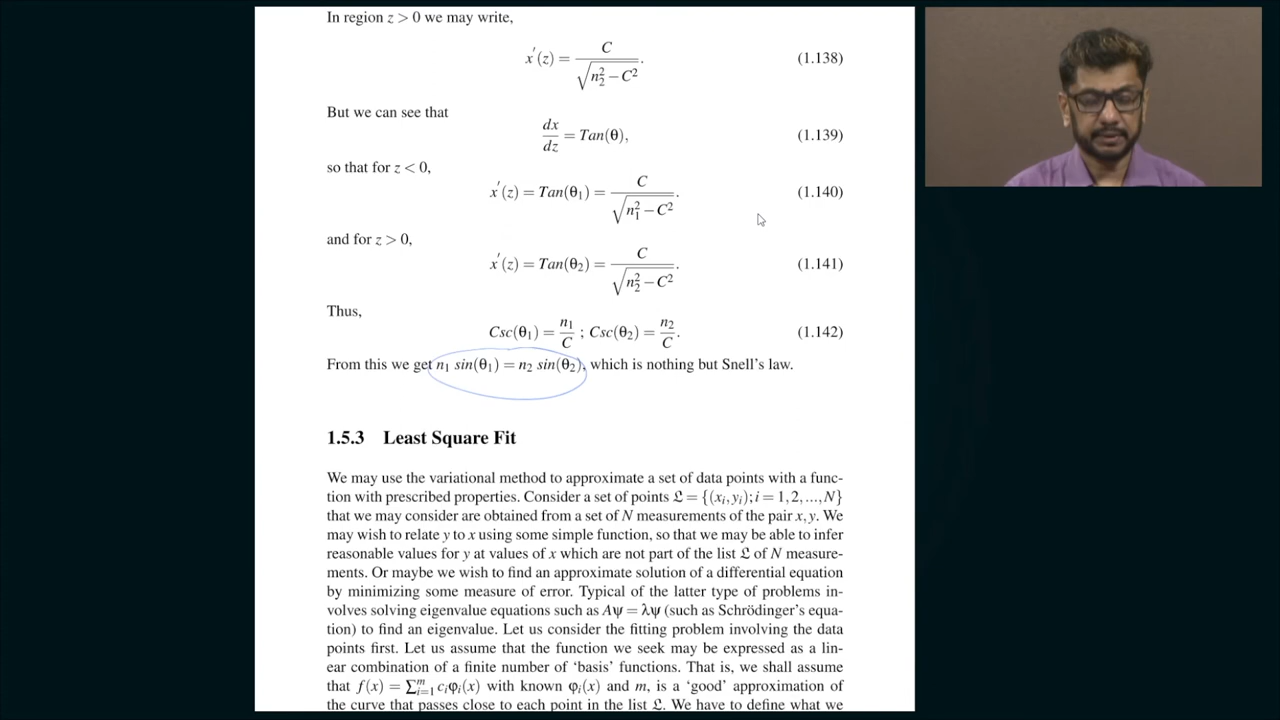 In region z > 0 we may write,
x′(z) = C / √(n₂² − C²). (1.138)
But we can see that
dx/dz = Tan(θ), (1.139)
so that for z < 0,
x′(z) = Tan(θ₁) = C / √(n₁² − C²). (1.140)
and for z > 0,
x′(z) = Tan(θ₂) = C / √(n₂² − C²). (1.141)
Thus,
Csc(θ₁) = n₁/C ; Csc(θ₂) = n₂/C. (1.142)
From this we get n₁ sin(θ₁) = n₂ sin(θ₂), which is nothing but Snell's law.
1.5.3 Least Square Fit
We may use the variational method to approximate a set of data points with a func-
tion with prescribed properties. Consider a set of points 𝔏 = {(xᵢ, yᵢ); i = 1, 2, ..., N}
that we may consider are obtained from a set of N measurements of the pair x, y. We
may wish to relate y to x using some simple function, so that we may be able to infer
reasonable values for y at values of x which are not part of the list 𝔏 of N measure-
ments. Or maybe we wish to find an approximate solution of a differential equation
by minimizing some measure of error. Typical of the latter type of problems in-
volves solving eigenvalue equations such as Aψ = λψ (such as Schrödinger's equa-
tion) to find an eigenvalue. Let us consider the fitting problem involving the data
points first. Let us assume that the function we seek may be expressed as a lin-
ear combination of a finite number of 'basis' functions. That is, we shall assume
that f(x) = ∑ᵢ₌₁ᵐ cᵢφᵢ(x) with known φᵢ(x) and m, is a 'good' approximation of
the curve that passes close to each point in the list 𝔏. We have to define what we